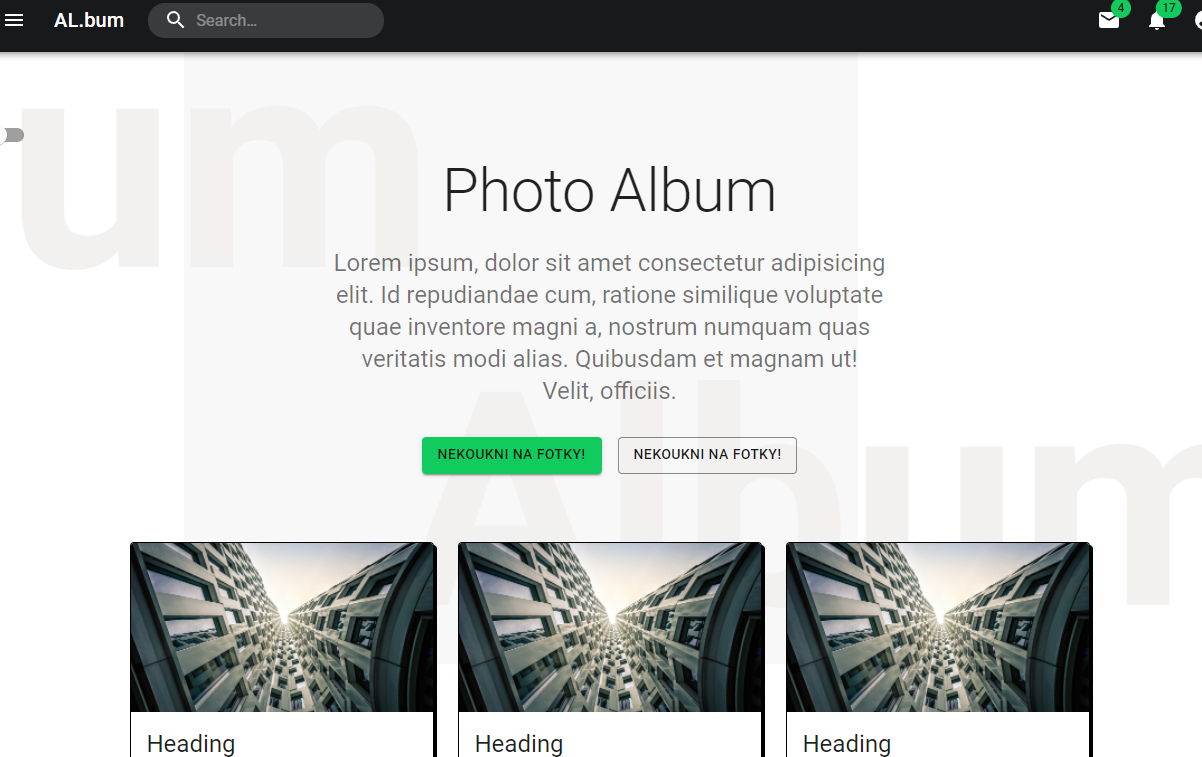 AL.bum
Search...
4
17
um
Photo Album
Lorem ipsum, dolor sit amet consectetur adipisicing
elit. Id repudiandae cum, ratione similique voluptate
quae inventore magni a, nostrum numquam quas
veritatis modi alias. Quibusdam et magnam ut!
Velit, officiis.
Album
NEKOUKNI NA FOTKY!
NEKOUKNI NA FOTKY!
Heading
Heading
Heading